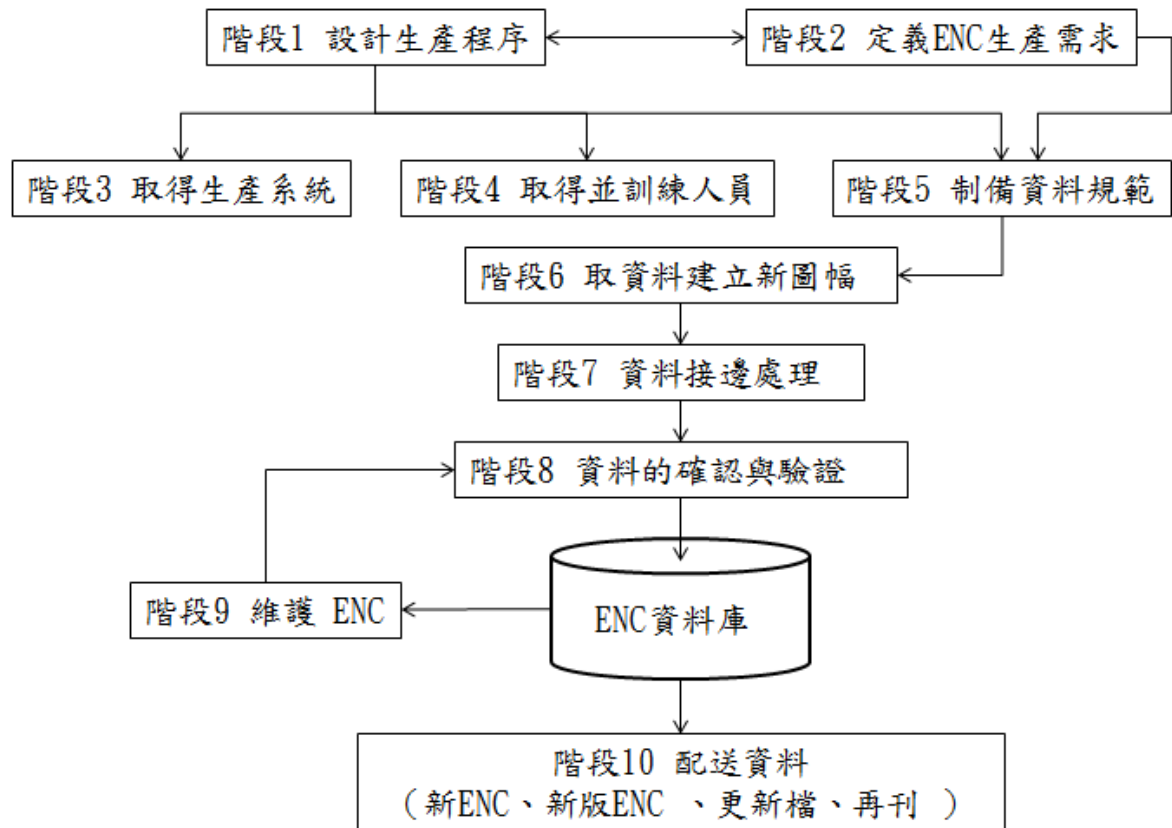 階段1 設計生產程序
階段2 定義ENC生產需求
階段3 取得生產系統
階段4 取得並訓練人員
階段5 制備資料規範
階段6 取資料建立新圖幅
階段7 資料接邊處理
階段8 資料的確認與驗證
階段9 維護 ENC
ENC資料庫
階段10 配送資料
（新ENC、新版ENC 、更新檔、再刊 ）